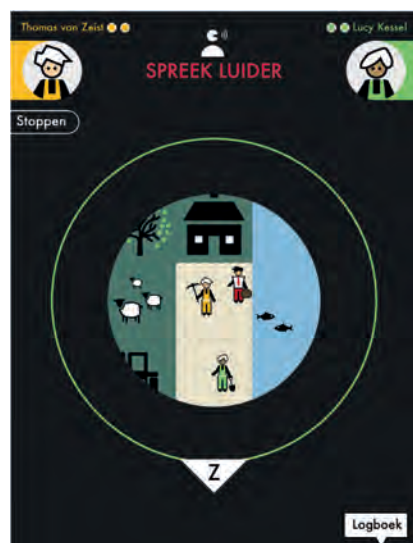 Thomas van Zeist
Lucy Kessel
SPREEK LUIDER
Stoppen
Z
Logboek